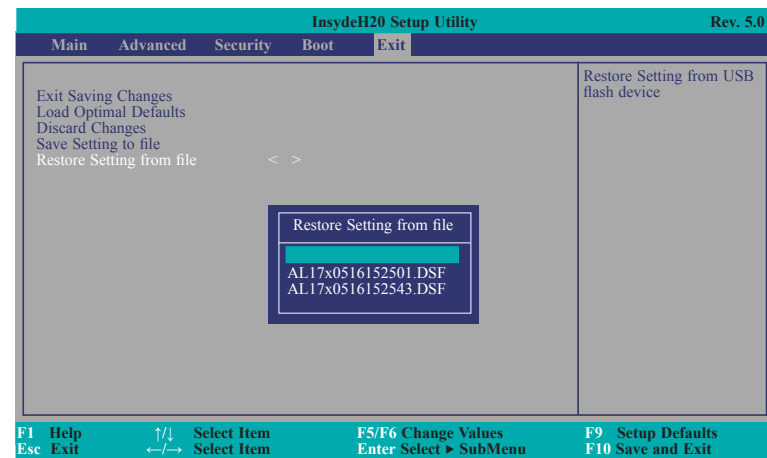 InsydeH20 Setup Utility Rev. 5.0
Main Advanced Security Boot Exit
Exit Saving Changes
Load Optimal Defaults
Discard Changes
Save Setting to file
Restore Setting from file < >
Restore Setting from USB
flash device
Restore Setting from file
AL17x0516152501.DSF
AL17x0516152543.DSF
F1 Help ↑/↓ Select Item F5/F6 Change Values F9 Setup Defaults
Esc Exit ←/→ Select Item Enter Select ▶ SubMenu F10 Save and Exit